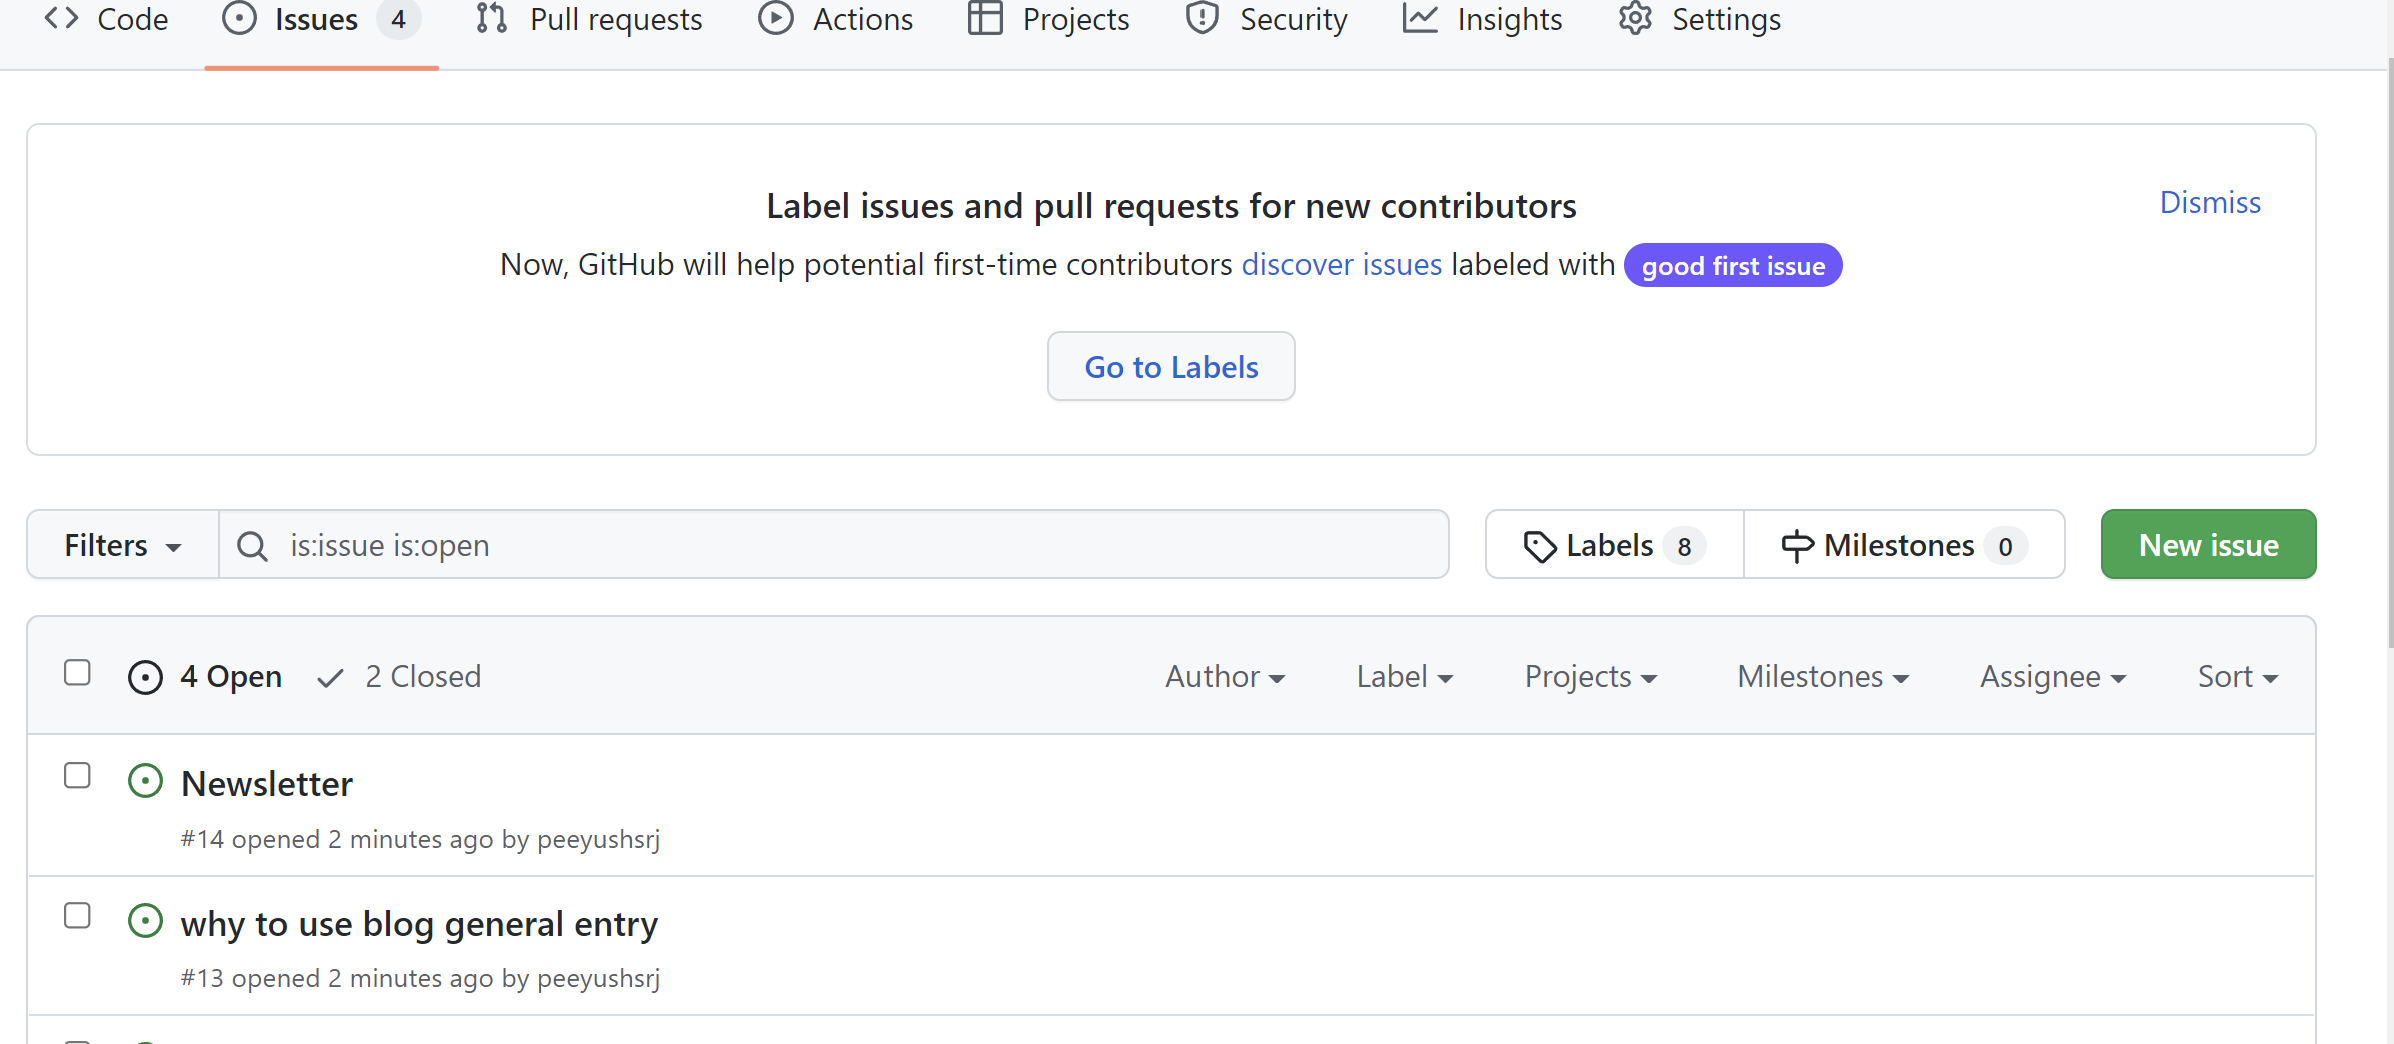 Code Issues 4 Pull requests Actions Projects Security Insights Settings
Label issues and pull requests for new contributors
Dismiss
Now, GitHub will help potential first-time contributors discover issues labeled with good first issue
Go to Labels
Filters is:issue is:open Labels 8 Milestones 0 New issue
4 Open 2 Closed Author Label Projects Milestones Assignee Sort
Newsletter
#14 opened 2 minutes ago by peeyushsrj
why to use blog general entry
#13 opened 2 minutes ago by peeyushsrj